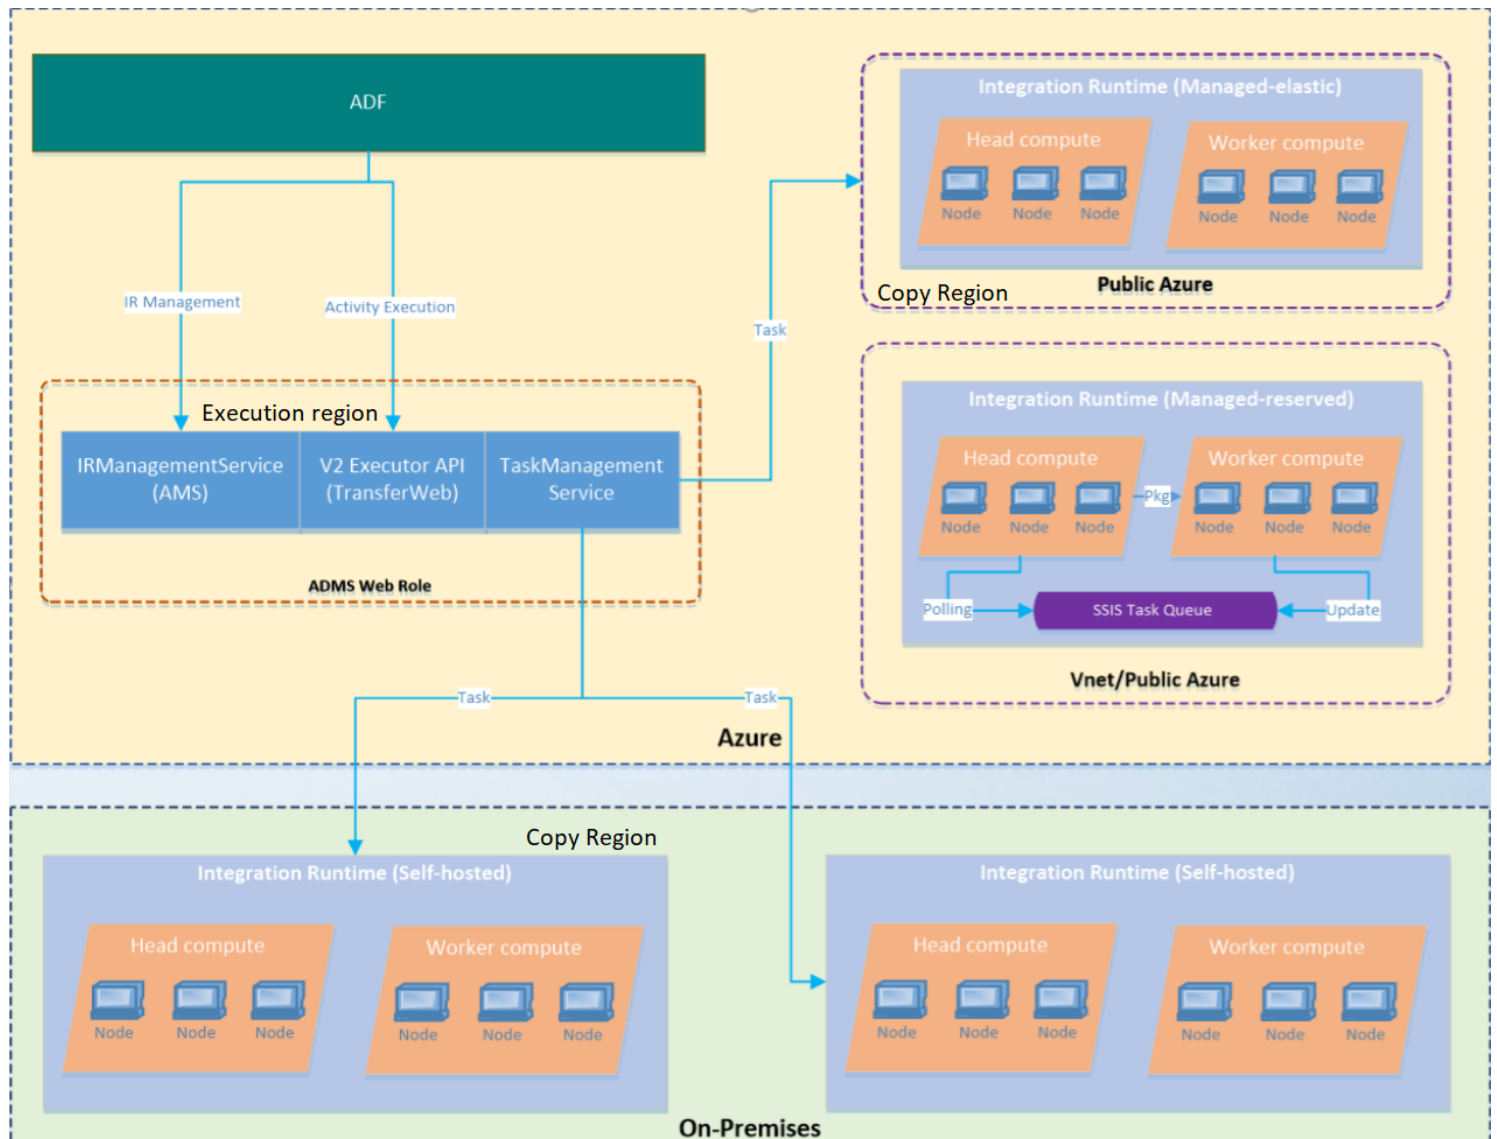 ADF
IR Management
Activity Execution
Execution region
IRManagementService
(AMS)
V2 Executor API
(TransferWeb)
TaskManagement
Service
ADMS Web Role
Task
Integration Runtime (Managed-elastic)
Head compute
Node Node Node
Worker compute
Node Node Node
Copy Region
Public Azure
Integration Runtime (Managed-reserved)
Head compute
Node Node Node
Pkg
Worker compute
Node Node Node
Polling
SSIS Task Queue
Update
Vnet/Public Azure
Task
Task
Azure
Copy Region
Integration Runtime (Self-hosted)
Head compute
Node Node Node
Worker compute
Node Node Node
Integration Runtime (Self-hosted)
Head compute
Node Node Node
Worker compute
Node Node Node
On-Premises